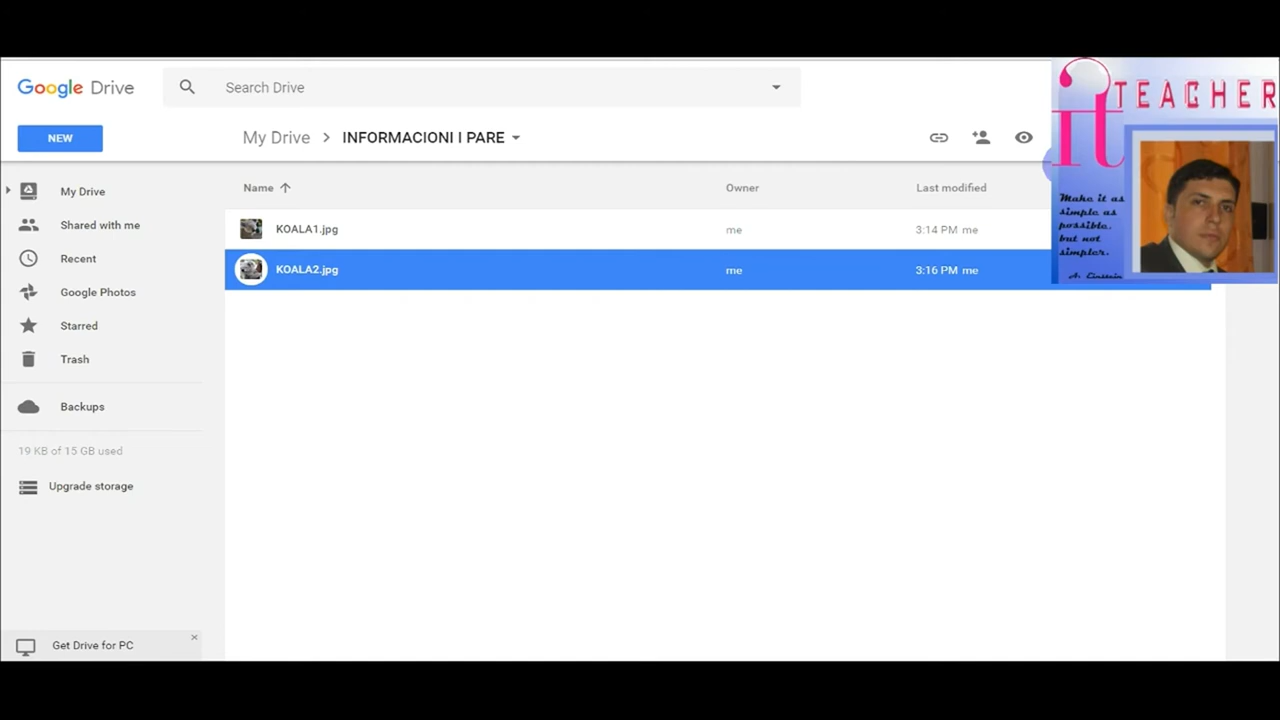 Google Drive
Search Drive
it TEACHER
NEW
My Drive > INFORMACIONI I PARE
Make it as
simple as
possible,
but not
simpler.
A. Einstein
My Drive
Shared with me
Recent
Google Photos
Starred
Trash
Backups
19 KB of 15 GB used
Upgrade storage
Get Drive for PC
Name Owner Last modified
KOALA1.jpg me 3:14 PM me
KOALA2.jpg me 3:16 PM me